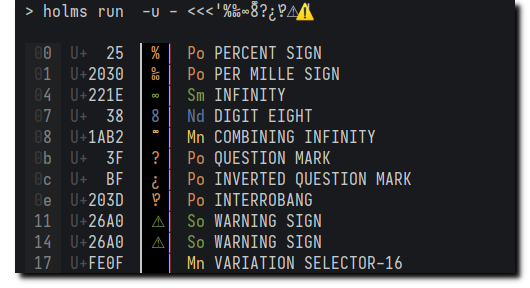 > holms run  -u - <<<'%‰∞8᪲?¿‽⚠⚠️'
00 U+  25 % Po PERCENT SIGN
01 U+2030 ‰ Po PER MILLE SIGN
04 U+221E ∞ Sm INFINITY
07 U+  38 8 Nd DIGIT EIGHT
08 U+1AB2 ᪲ Mn COMBINING INFINITY
0b U+  3F ? Po QUESTION MARK
0c U+  BF ¿ Po INVERTED QUESTION MARK
0e U+203D ‽ Po INTERROBANG
11 U+26A0 ⚠ So WARNING SIGN
14 U+26A0 ⚠ So WARNING SIGN
17 U+FE0F Mn VARIATION SELECTOR-16